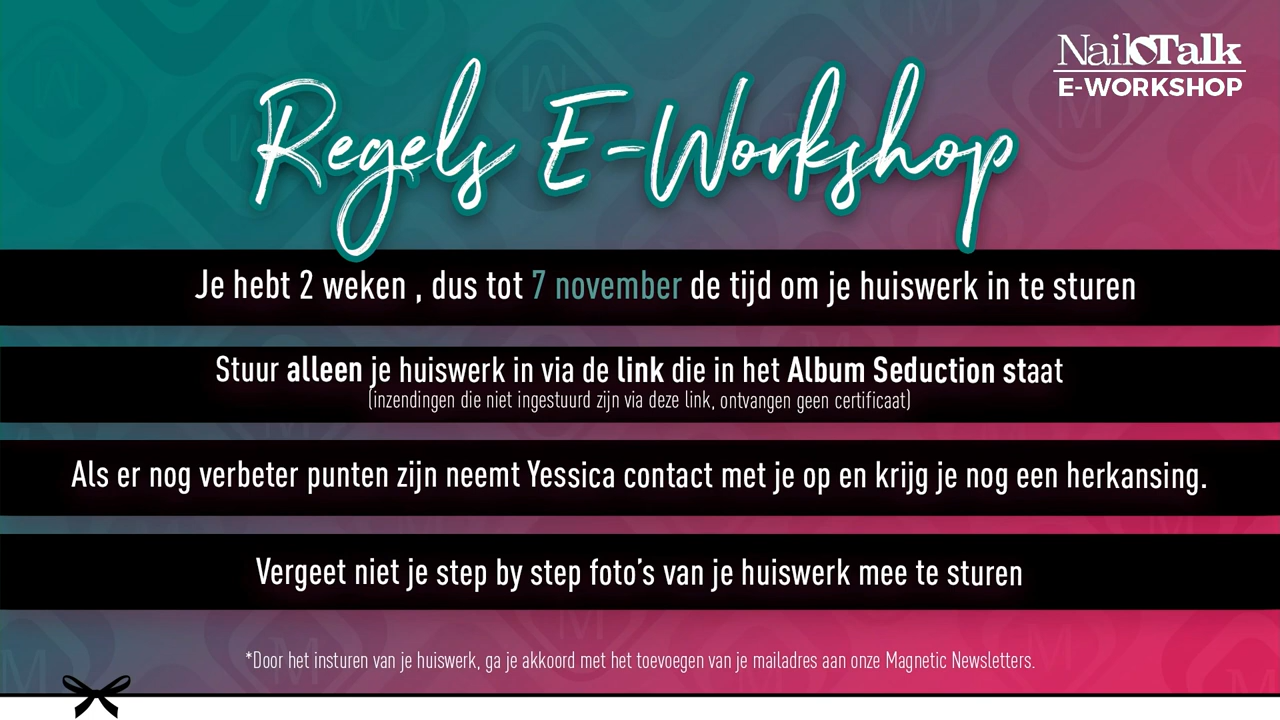 Nail Talk
E-WORKSHOP
Regels E-Workshop
Je hebt 2 weken , dus tot 7 november de tijd om je huiswerk in te sturen
Stuur alleen je huiswerk in via de link die in het Album Seduction staat
(inzendingen die niet ingestuurd zijn via deze link, ontvangen geen certificaat)
Als er nog verbeter punten zijn neemt Yessica contact met je op en krijg je nog een herkansing.
Vergeet niet je step by step foto's van je huiswerk mee te sturen
*Door het insturen van je huiswerk, ga je akkoord met het toevoegen van je mailadres aan onze Magnetic Newsletters.